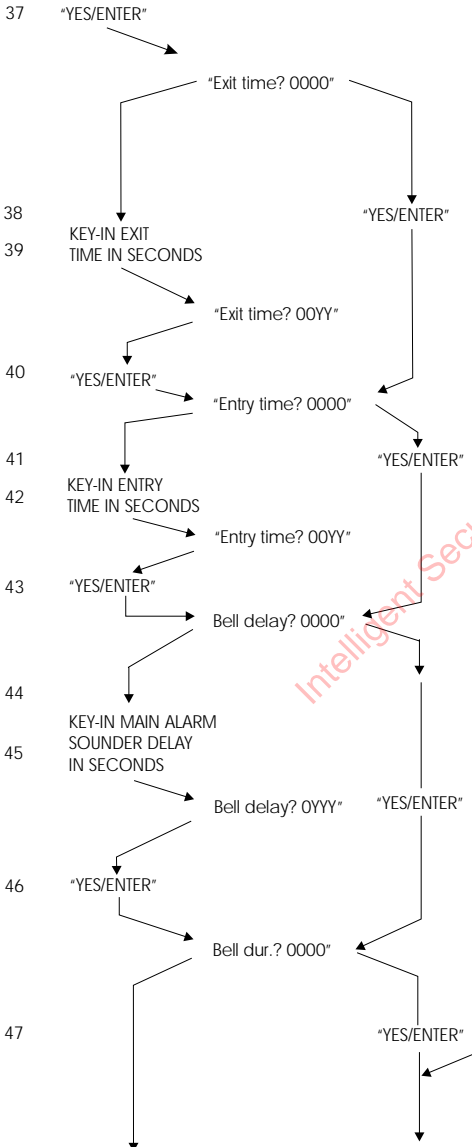 37 “YES/ENTER”
“Exit time? 0000”
38 “YES/ENTER”
39 KEY-IN EXIT
TIME IN SECONDS
“Exit time? 00YY”
40 “YES/ENTER”
“Entry time? 0000”
41 “YES/ENTER”
42 KEY-IN ENTRY
TIME IN SECONDS
“Entry time? 00YY”
43 “YES/ENTER”
Bell delay? 0000”
44
KEY-IN MAIN ALARM
45 SOUNDER DELAY
IN SECONDS
Bell delay? 0YYY” “YES/ENTER”
46 “YES/ENTER”
Bell dur.? 0000”
47 “YES/ENTER”
Intelligent